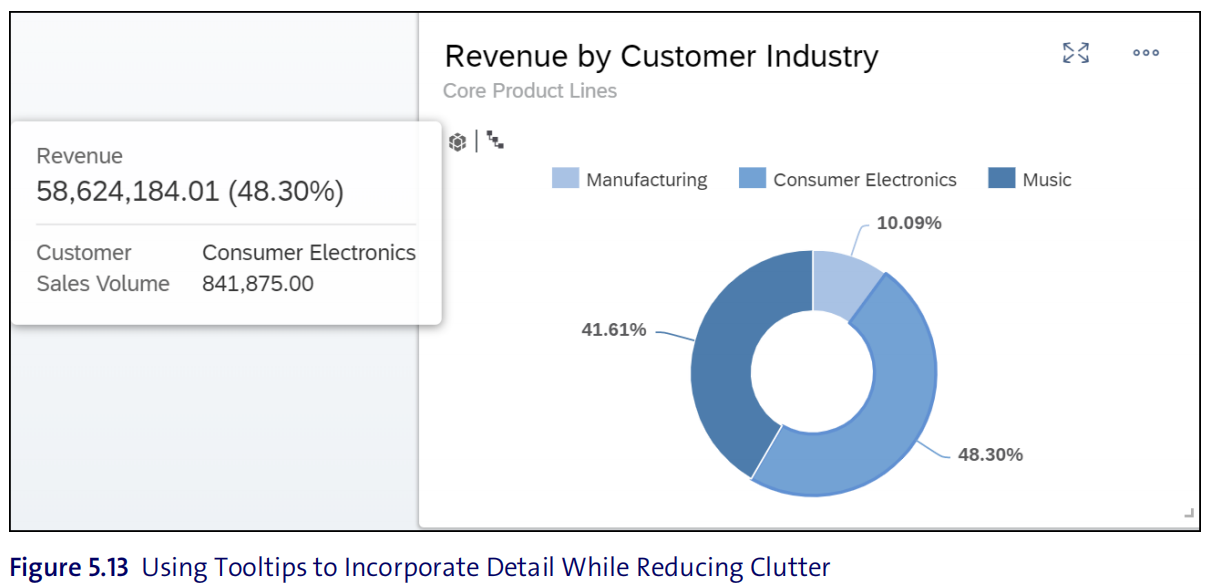 Revenue by Customer Industry
Core Product Lines
Revenue
58,624,184.01 (48.30%)
Customer Consumer Electronics
Sales Volume 841,875.00
Manufacturing Consumer Electronics Music
10.09%
41.61%
48.30%
Figure 5.13 Using Tooltips to Incorporate Detail While Reducing Clutter